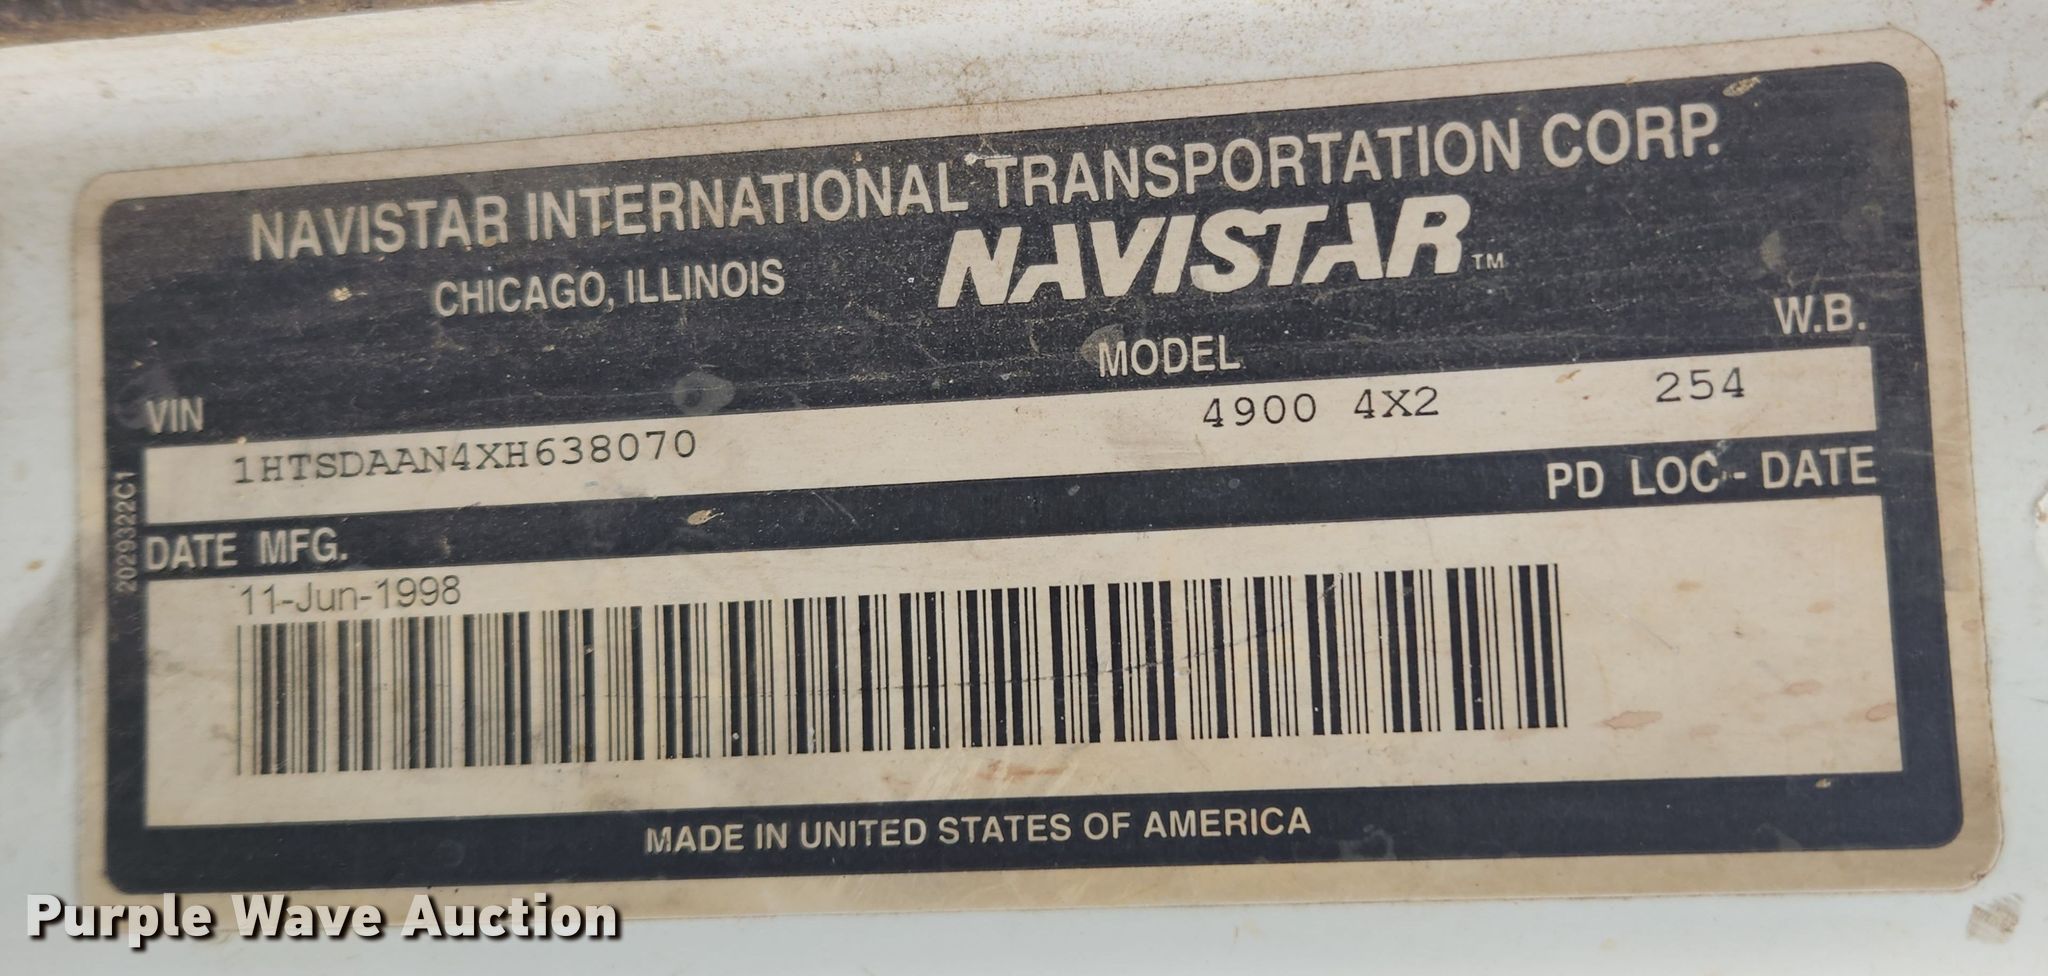 NAVISTAR INTERNATIONAL TRANSPORTATION CORP.
CHICAGO, ILLINOIS
NAVISTAR™
VIN
MODEL
W.B.
1HTSDAAN4XH638070
4900 4X2
254
DATE MFG.
PD LOC - DATE
11-Jun-1998
2029322C1
MADE IN UNITED STATES OF AMERICA
Purple Wave Auction